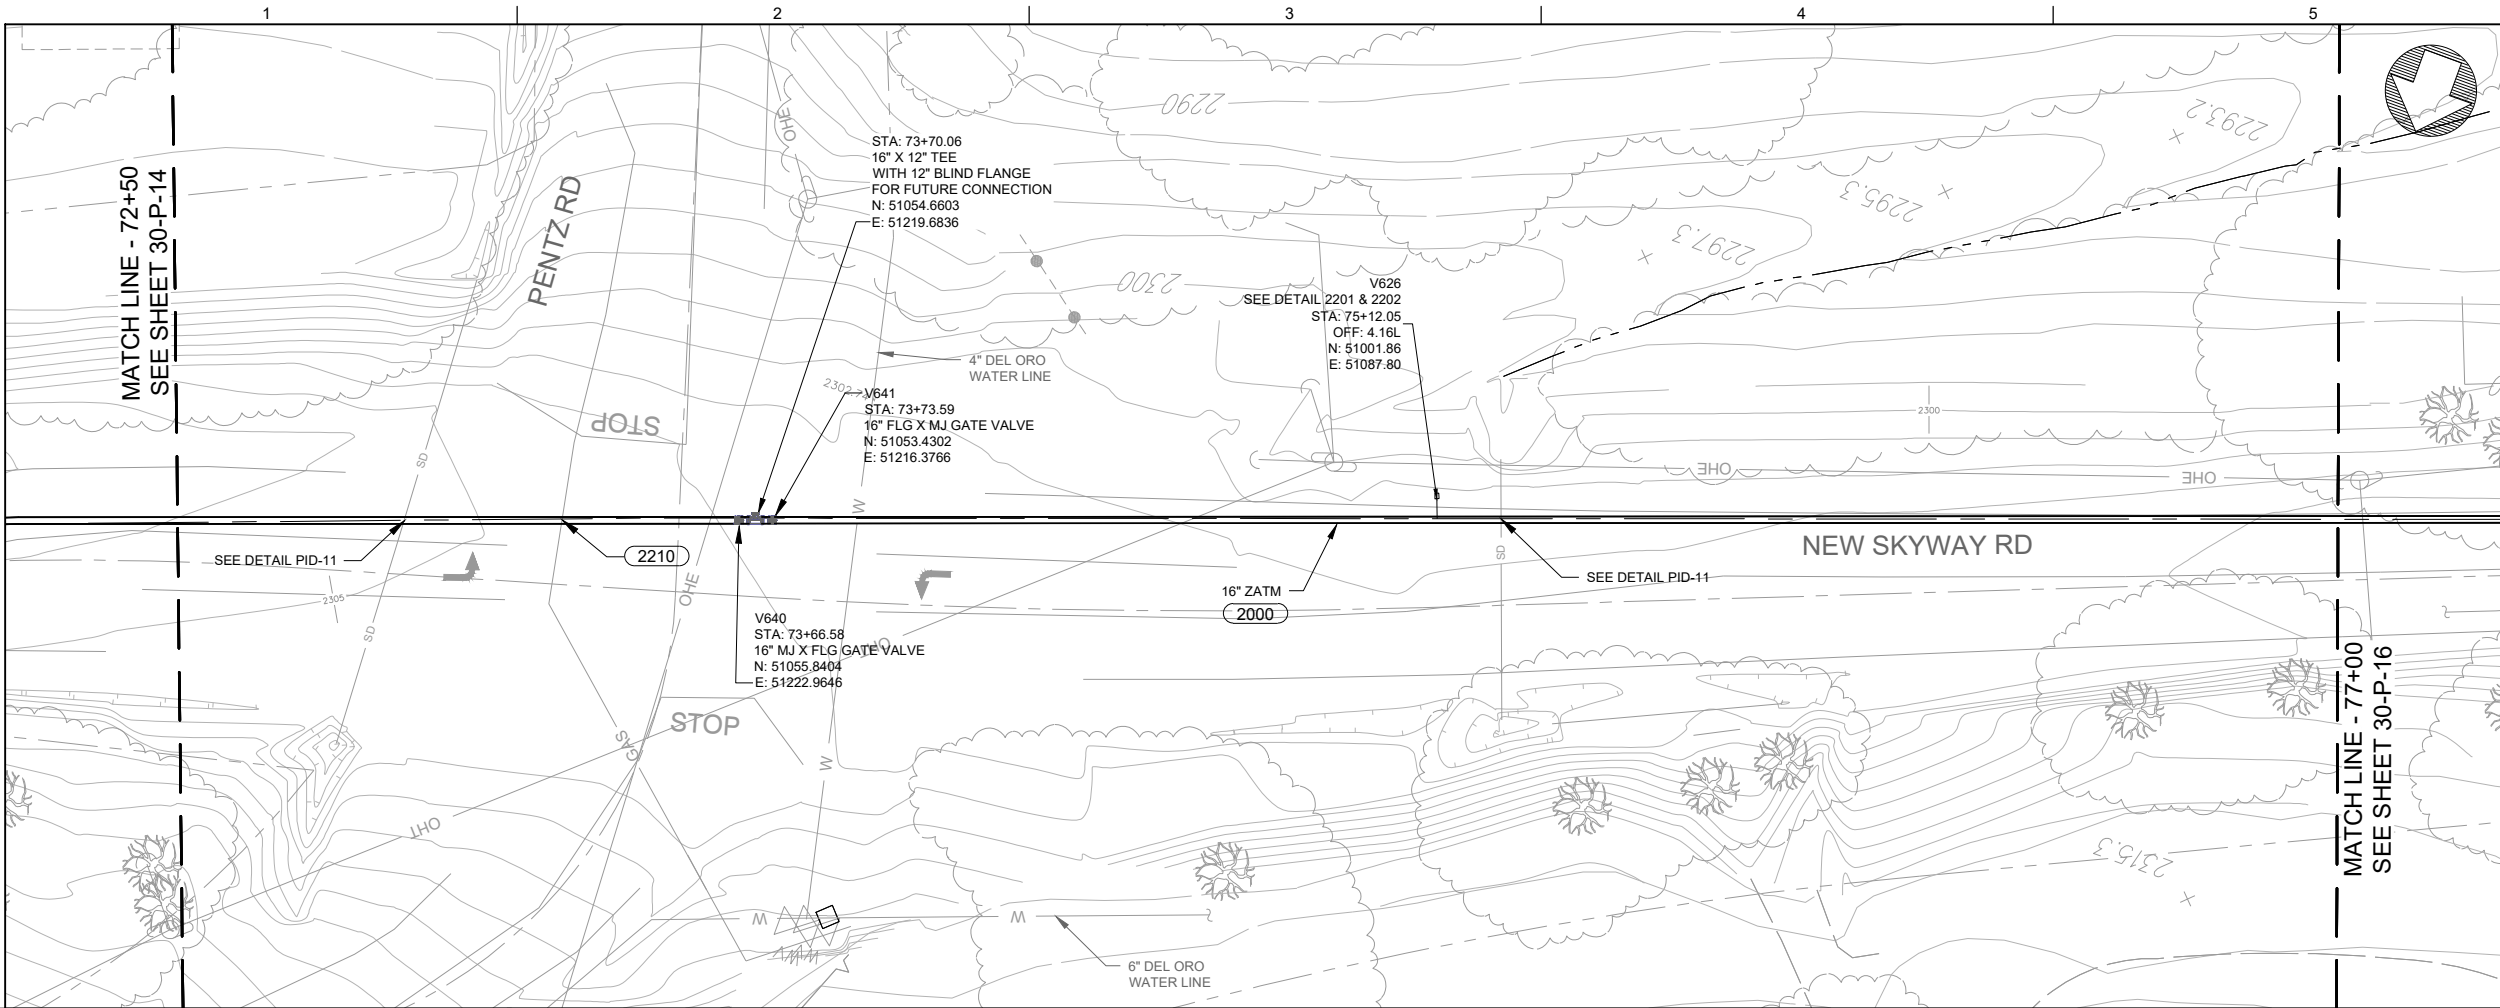 1
2
3
4
5
MATCH LINE - 72+50
SEE SHEET 30-P-14
PENTZ RD
OHE
STA: 73+70.06
16" X 12" TEE
WITH 12" BLIND FLANGE
FOR FUTURE CONNECTION
N: 51054.6603
E: 51219.6836
2290
2293.2
2295.3
2297.3
2300
V626
SEE DETAIL 2201 & 2202
STA: 75+12.05
OFF: 4.16L
N: 51001.86
E: 51087.80
4" DEL ORO
WATER LINE
V641
STA: 73+73.59
16" FLG X MJ GATE VALVE
N: 51053.4302
E: 51216.3766
STOP
2300
SD
OHE
OHE
W
SEE DETAIL PID-11
2210
NEW SKYWAY RD
SD
SEE DETAIL PID-11
16" ZATM
2000
OHE
2305
SD
V640
STA: 73+66.58
16" MJ X FLG GATE VALVE
N: 51055.8404
E: 51222.9646
OHT
STOP
GAS
W
MATCH LINE - 77+00
SEE SHEET 30-P-16
OHT
2315.3
W
W
6" DEL ORO
WATER LINE